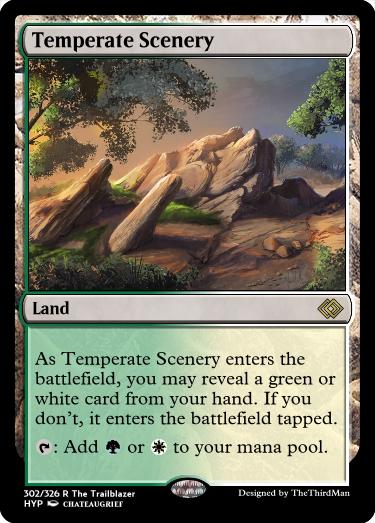 Temperate Scenery
Land
As Temperate Scenery enters the
battlefield, you may reveal a green or
white card from your hand. If you
don't, it enters the battlefield tapped.
: Add or to your mana pool.
302/326 R The Trailblazer
HYP CHATEAUGRIEF
Designed by TheThirdMan